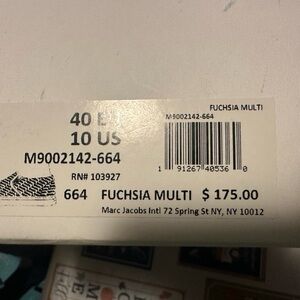 FUCHSIA MULTI
40 EU
10 US
M9002142-664
M9002142-664
RN# 103927
1 91267 40536 0
664 FUCHSIA MULTI $ 175.00
Marc Jacobs Intl 72 Spring St NY, NY 10012